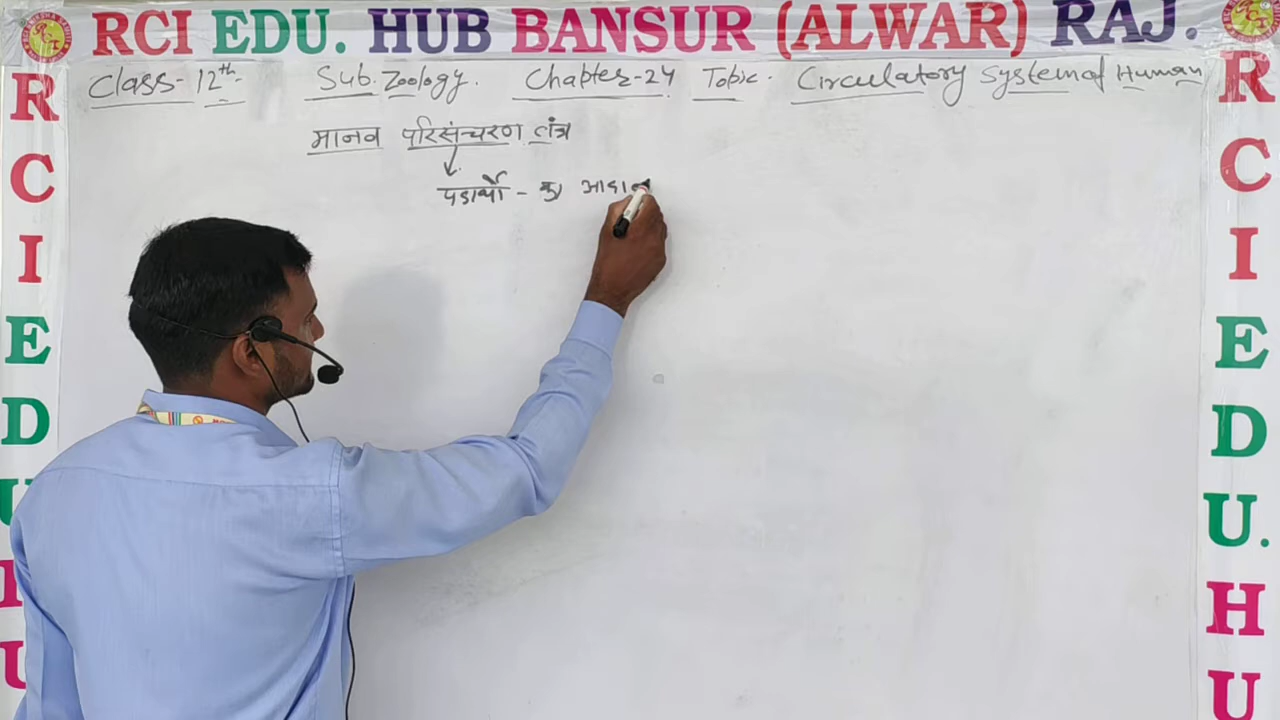 RCI EDU. HUB BANSUR (ALWAR) RAJ.
Class-12th Sub. Zoology. Chapter-24 Topic. Circulatory System of Human
मानव परिसंचरण तंत्र
पदार्थो - का आदान
R
C
I
E
D
U
R
C
I
E
D
U.
H
U